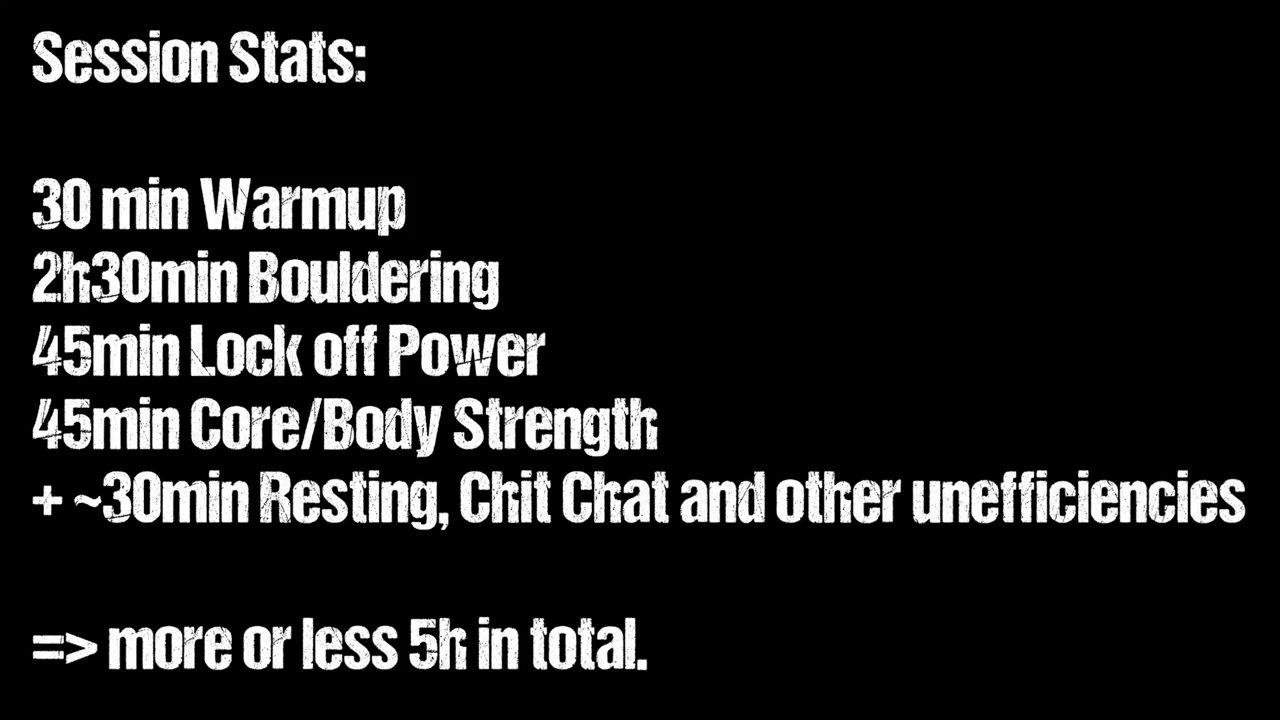 Session Stats:
30 min Warmup
2h30min Bouldering
45min Lock off Power
45min Core/Body Strength
+ ~30min Resting, Chit Chat and other unefficiencies
=> more or less 5h in total.